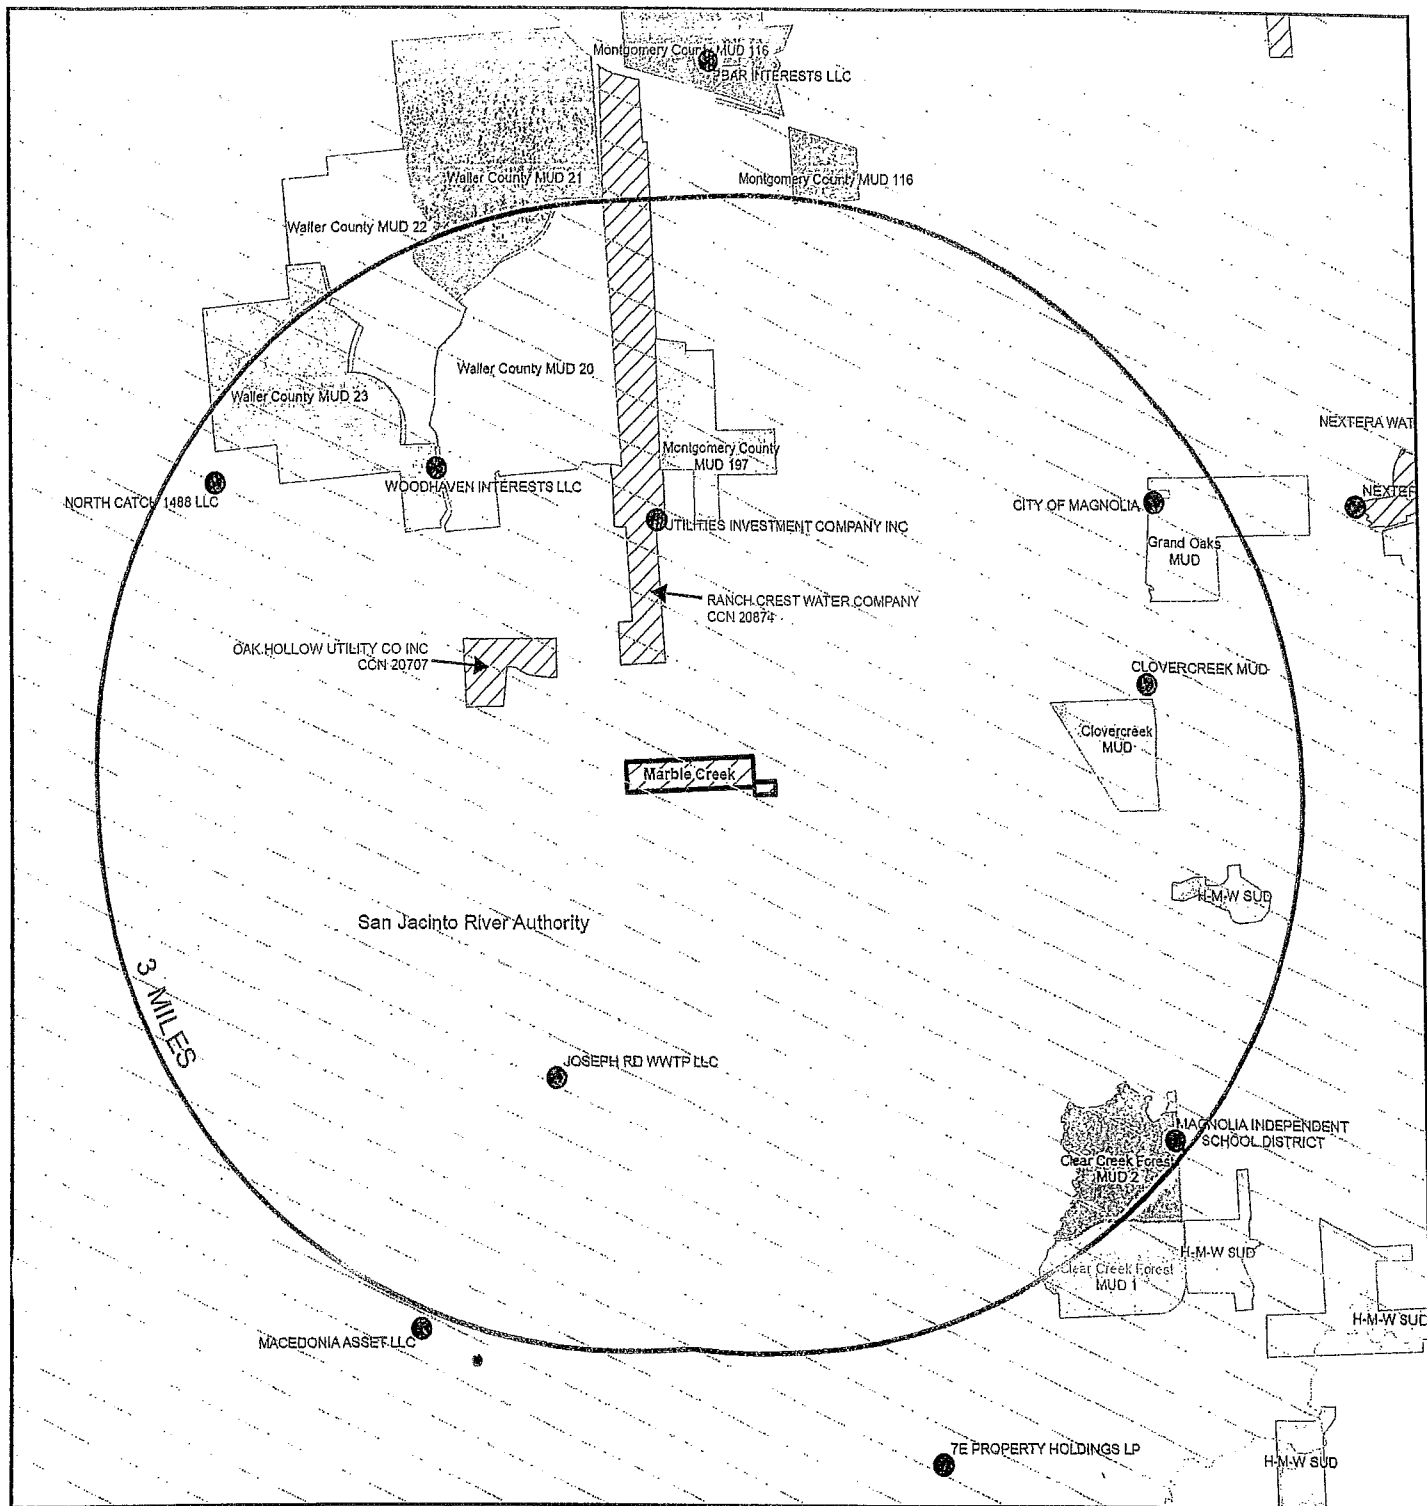 Montgomery County MUD 116
BAR INTERESTS LLC
Waller County MUD 21
Montgomery County MUD 116
Waller County MUD 22
Waller County MUD 20
Waller County MUD 23
Montgomery County
MUD 197
NEXTERA WAT
NORTH CATCH 1488 LLC
WOODHAVEN INTERESTS LLC
CITY OF MAGNOLIA
NEXTER
UTILITIES INVESTMENT COMPANY INC
Grand Oaks
MUD
RANCH CREST WATER COMPANY
CCN 20874
OAK HOLLOW UTILITY CO INC
CCN 20707
CLOVERCREEK MUD
Clovercreek
MUD
Marble Creek
H-M-W SUD
San Jacinto River Authority
3 MILES
JOSEPH RD WWTP LLC
MAGNOLIA INDEPENDENT
SCHOOL DISTRICT
Clear Creek Forest
MUD 2
H-M-W SUD
Clear Creek Forest
MUD 1
H-M-W SUD
MACEDONIA ASSET LLC
7E PROPERTY HOLDINGS LP
H-M-W SUD